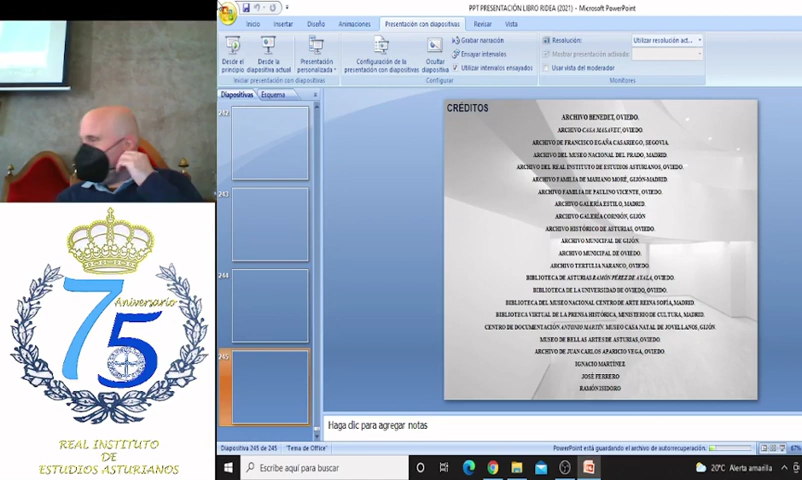 PPT PRESENTACIÓN LIBRO RIDEA (2021) - Microsoft PowerPoint
Inicio Insertar Diseño Animaciones Presentación con diapositivas Revisar Vista
Desde el principio
Desde la diapositiva actual
Presentación personalizada
Configuración de la presentación con diapositivas
Ocultar diapositiva
Grabar narración
Ensayar intervalos
Utilizar intervalos ensayados
Resolución: Utilizar resolución act...
Mostrar presentación activa en:
Usar vista del moderador
Iniciar presentación con diapositivas Configurar Monitores
Diapositivas Esquema
242
243
244
245
CRÉDITOS
ARCHIVO BENEDET, OVIEDO.
ARCHIVO CASA MASAVEU, OVIEDO.
ARCHIVO DE FRANCISCO EGAÑA CASARIEGO, SEGOVIA.
ARCHIVO DEL MUSEO NACIONAL DEL PRADO, MADRID.
ARCHIVO DEL REAL INSTITUTO DE ESTUDIOS ASTURIANOS, OVIEDO.
ARCHIVO FAMILIA DE MARIANO MORÉ, GIJÓN-MADRID.
ARCHIVO FAMILIA DE PAULINO VICENTE, OVIEDO.
ARCHIVO GALERÍA ESTILO, MADRID.
ARCHIVO GALERÍA CORNIÓN, GIJÓN
ARCHIVO HISTÓRICO DE ASTURIAS, OVIEDO.
ARCHIVO MUNICIPAL DE GIJÓN.
ARCHIVO MUNICIPAL DE OVIEDO.
ARCHIVO TERTULIA NARANCO, OVIEDO.
BIBLIOTECA DE ASTURIAS RAMÓN PÉREZ DE AYALA, OVIEDO.
BIBLIOTECA DE LA UNIVERSIDAD DE OVIEDO, OVIEDO.
BIBLIOTECA DEL MUSEO NACIONAL CENTRO DE ARTE REINA SOFÍA, MADRID.
BIBLIOTECA VIRTUAL DE LA PRENSA HISTÓRICA, MINISTERIO DE CULTURA, MADRID.
CENTRO DE DOCUMENTACIÓN ANTONIO MARTÍN. MUSEO CASA NATAL DE JOVELLANOS, GIJÓN.
MUSEO DE BELLAS ARTES DE ASTURIAS, OVIEDO.
ARCHIVO DE JUAN CARLOS APARICIO VEGA, OVIEDO.
IGNACIO MARTÍNEZ
JOSÉ FERRERO
RAMÓN ISIDORO
Haga clic para agregar notas
Diapositiva 245 de 245 "Tema de Office" PowerPoint está guardando el archivo de autorrecuperación. 67%
Escribe aquí para buscar
20°C Alerta amarilla
75
Aniversario
REAL INSTITUTO
DE
ESTUDIOS ASTURIANOS